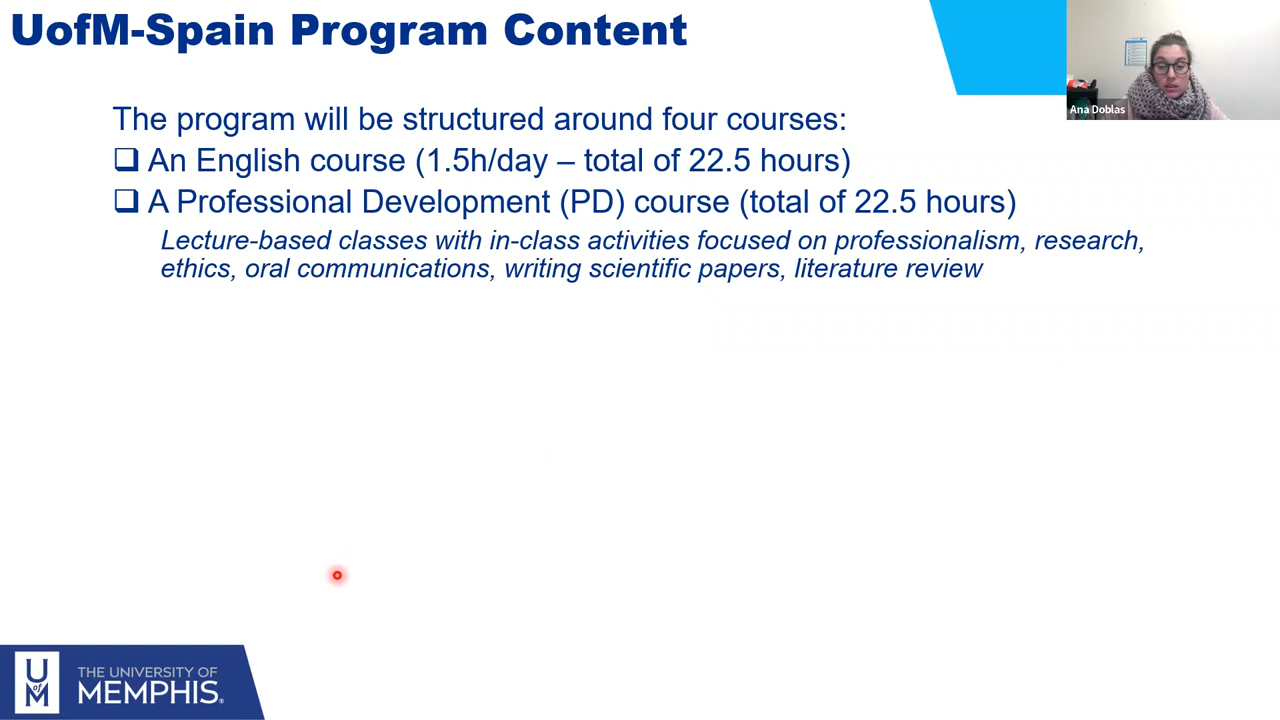 UofM-Spain Program Content
Ana Doblas
The program will be structured around four courses:
❑ An English course (1.5h/day – total of 22.5 hours)
❑ A Professional Development (PD) course (total of 22.5 hours)
Lecture-based classes with in-class activities focused on professionalism, research,
ethics, oral communications, writing scientific papers, literature review
U
of
M
THE UNIVERSITY OF
MEMPHIS.